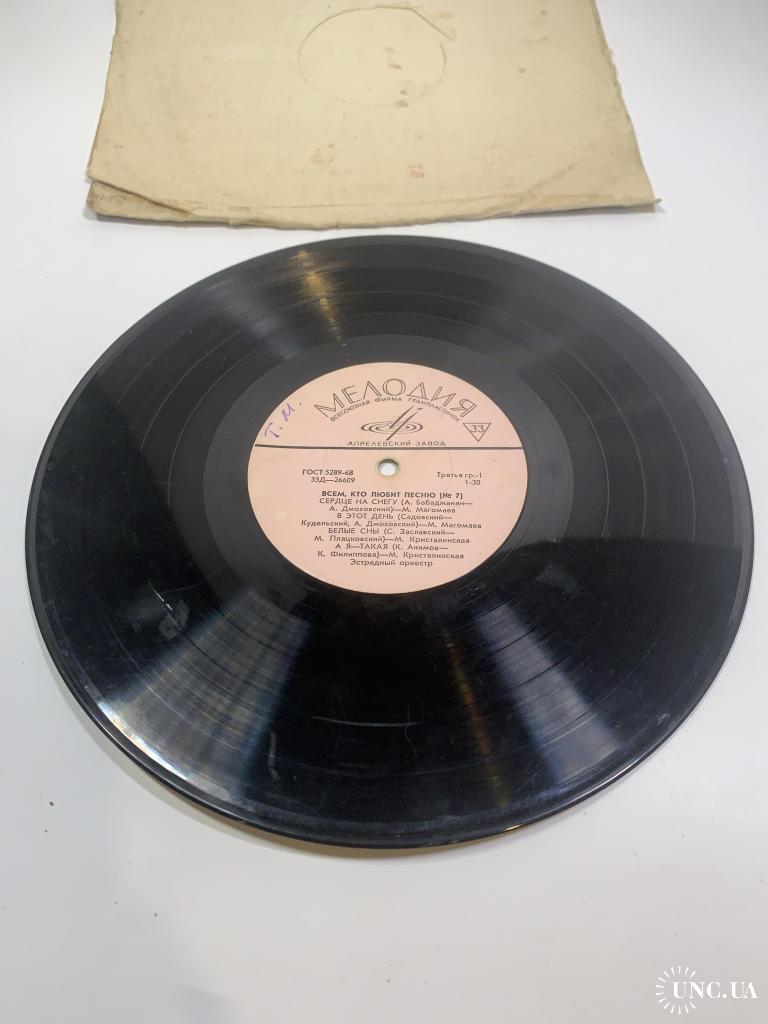 Т.М.
МЕЛОДИЯ
ВСЕСОЮЗНАЯ ФИРМА ГРАМПЛАСТИНОК
33
АПРЕЛЕВСКИЙ ЗАВОД
ГОСТ 5289-68 Третья гр.-1
33Д—26609 1-30
ВСЕМ, КТО ЛЮБИТ ПЕСНЮ (№ 7)
СЕРДЦЕ НА СНЕГУ (А. Бабаджанян—
А. Дмоховский)—М. Магомаев
В ЭТОТ ДЕНЬ (Садовский—
Кудельский, А. Дмоховский)—М. Магомаев
БЕЛЫЕ СНЫ (С. Заславский—
М. Пляцковский)—М. Кристалинская
А Я—ТАКАЯ (К. Акимов—
К. Филиппова)—М. Кристалинская
Эстрадный оркестр
UNC.UA